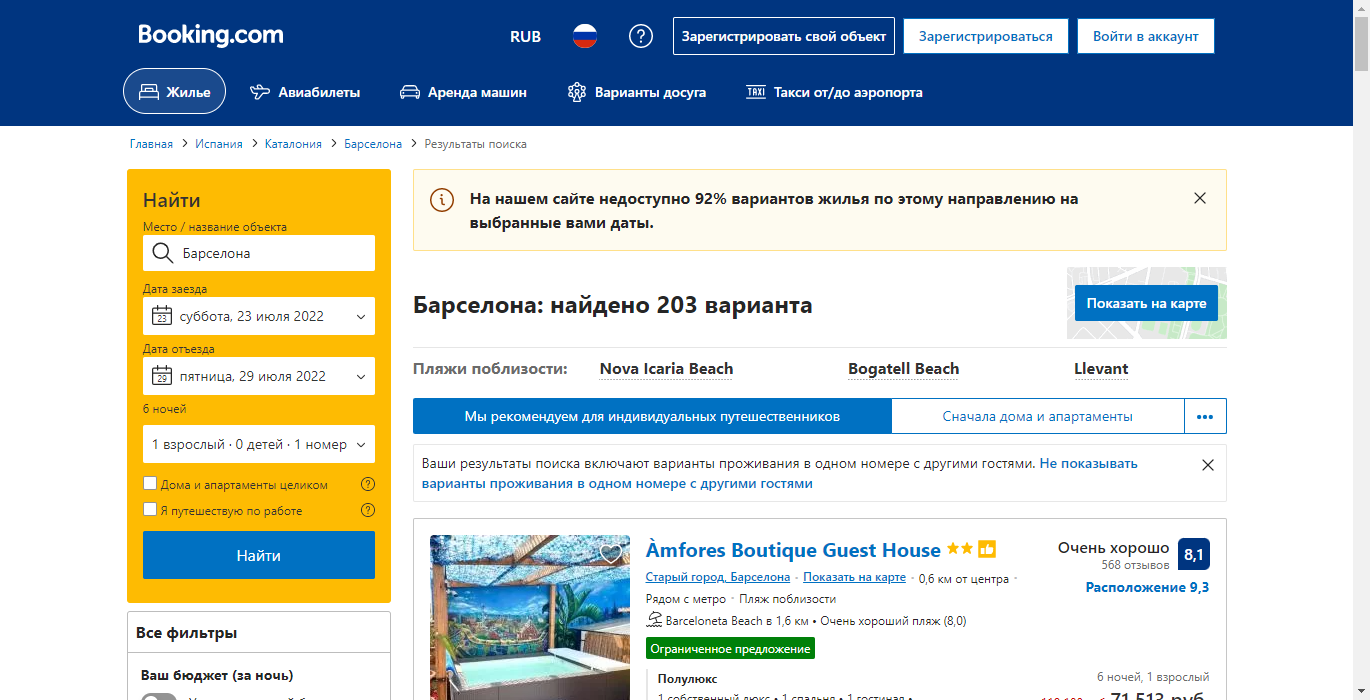 Booking.com
RUB
Зарегистрировать свой объект
Зарегистрироваться
Войти в аккаунт
Жилье
Авиабилеты
Аренда машин
Варианты досуга
TAXI
Такси от/до аэропорта
Главная > Испания > Каталония > Барселона > Результаты поиска
Найти
Место / название объекта
Барселона
Дата заезда
23
суббота, 23 июля 2022
Дата отъезда
29
пятница, 29 июля 2022
6 ночей
1 взрослый · 0 детей · 1 номер
Дома и апартаменты целиком
Я путешествую по работе
Найти
Все фильтры
Ваш бюджет (за ночь)
На нашем сайте недоступно 92% вариантов жилья по этому направлению на
выбранные вами даты.
Барселона: найдено 203 варианта
Показать на карте
Пляжи поблизости:
Nova Icaria Beach
Bogatell Beach
Llevant
Мы рекомендуем для индивидуальных путешественников
Сначала дома и апартаменты
Ваши результаты поиска включают варианты проживания в одном номере с другими гостями. Не показывать
варианты проживания в одном номере с другими гостями
Àmfores Boutique Guest House
Старый город, Барселона · Показать на карте · 0,6 км от центра ·
Рядом с метро · Пляж поблизости
Barceloneta Beach в 1,6 км • Очень хороший пляж (8,0)
Ограниченное предложение
Очень хорошо
568 отзывов
8,1
Расположение 9,3
Полулюкс
1 собственный люкс • 1 спальня • 1 гостиная •
6 ночей, 1 взрослый
71 513 руб.